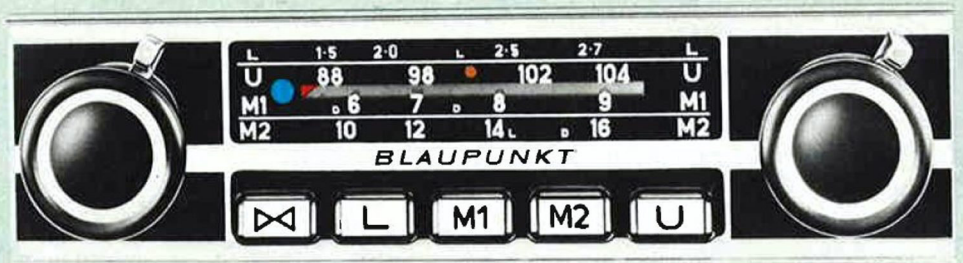 L 1·5 2·0 L 2·5 2·7 L
U 88 98 102 104 U
M1 D 6 7 D 8 9 M1
M2 10 12 14 L D 16 M2
BLAUPUNKT
L M1 M2 U